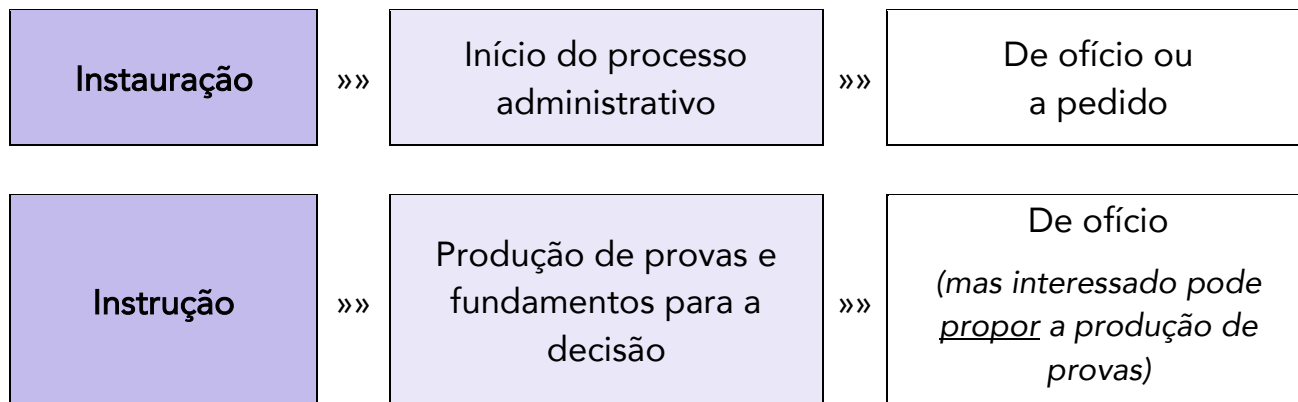 Instauração »» Início do processo administrativo »» De ofício ou a pedido
Instrução »» Produção de provas e fundamentos para a decisão »» De ofício (mas interessado pode propor a produção de provas)